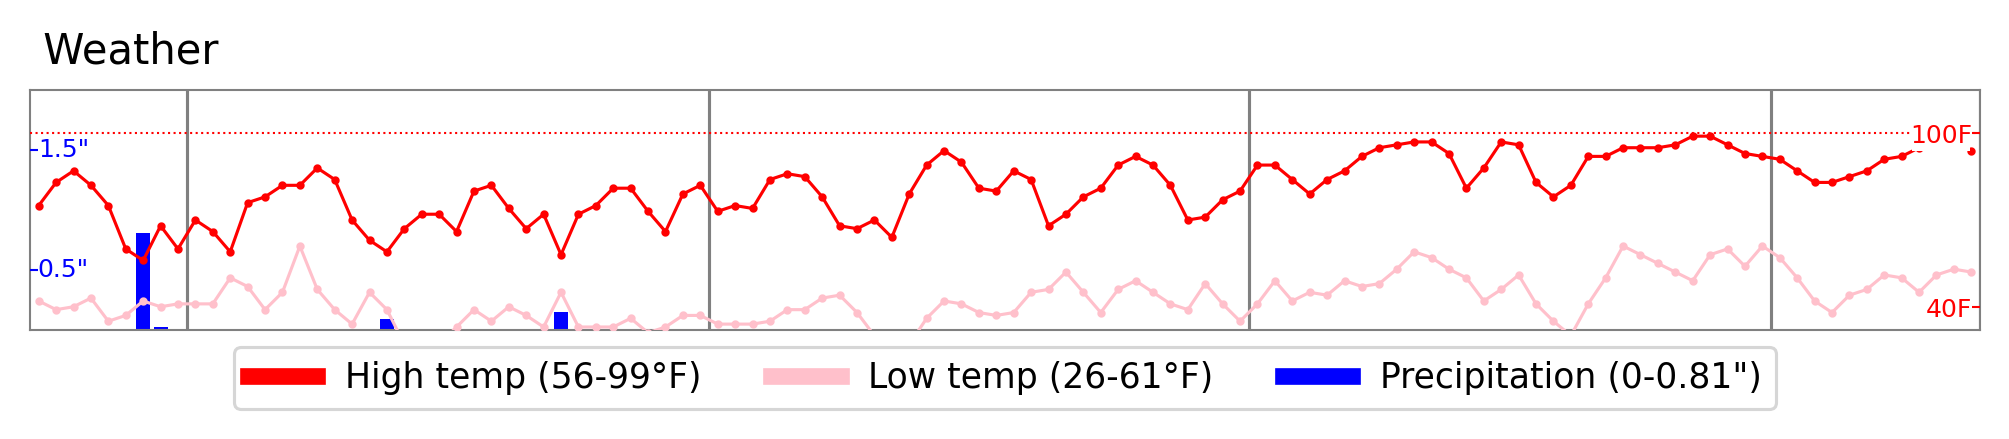 Weather
1.5"
100F
0.5"
40F
High temp (56-99°F) Low temp (26-61°F) Precipitation (0-0.81")